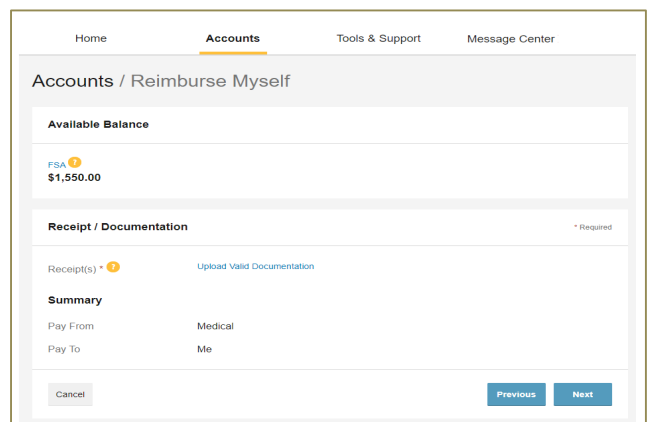 Home Accounts Tools & Support Message Center
Accounts / Reimburse Myself
Available Balance
FSA ?
$1,550.00
Receipt / Documentation * Required
Receipt(s) * ? Upload Valid Documentation
Summary
Pay From Medical
Pay To Me
Cancel Previous Next